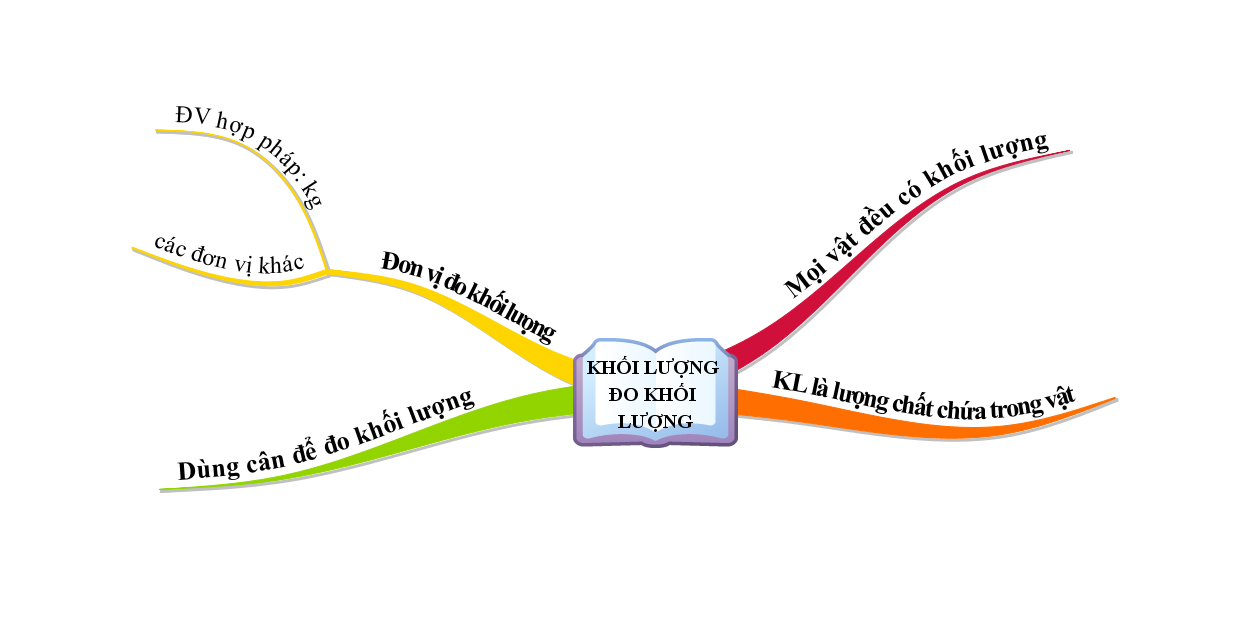 KHỐI LƯỢNG
ĐO KHỐI
LƯỢNG
Mọi vật đều có khối lượng
KL là lượng chất chứa trong vật
Đơn vị đo khối lượng
ĐV hợp pháp: kg
các đơn vị khác
Dùng cân để đo khối lượng